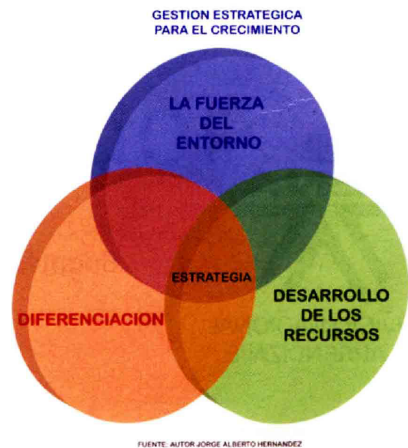 GESTION ESTRATEGICA
PARA EL CRECIMIENTO
LA FUERZA
DEL
ENTORNO
ESTRATEGIA
DIFERENCIACION
DESARROLLO
DE LOS
RECURSOS
FUENTE: AUTOR JORGE ALBERTO HERNANDEZ